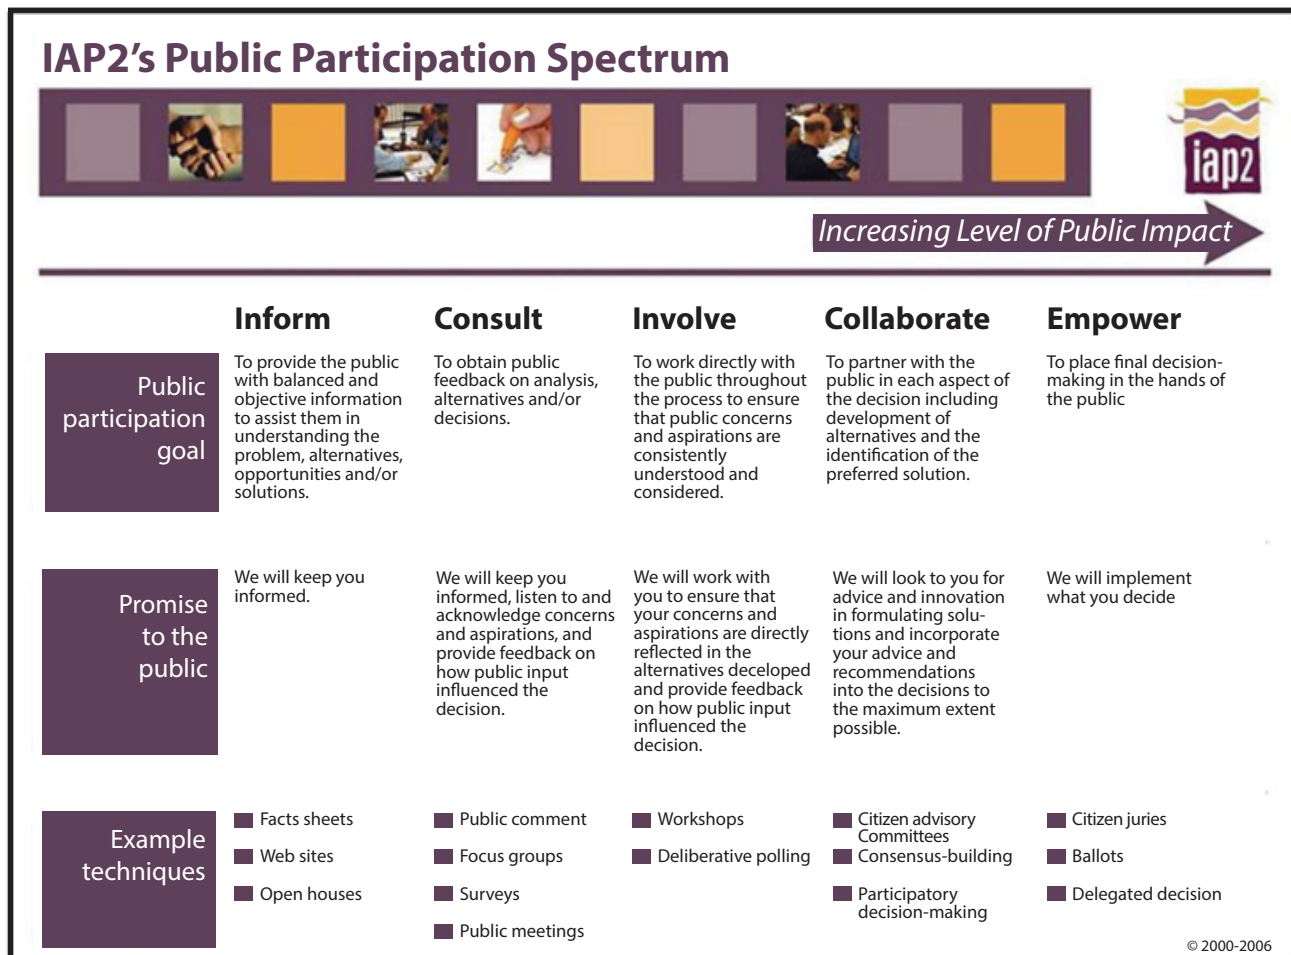 IAP2's Public Participation Spectrum
iap2
Increasing Level of Public Impact
Inform
Consult
Involve
Collaborate
Empower
Public
participation
goal
To provide the public
with balanced and
objective information
to assist them in
understanding the
problem, alternatives,
opportunities and/or
solutions.
To obtain public
feedback on analysis,
alternatives and/or
decisions.
To work directly with
the public throughout
the process to ensure
that public concerns
and aspirations are
consistently
understood and
considered.
To partner with the
public in each aspect of
the decision including
development of
alternatives and the
identification of the
preferred solution.
To place final decision-
making in the hands of
the public
Promise
to the
public
We will keep you
informed.
We will keep you
informed, listen to and
acknowledge concerns
and aspirations, and
provide feedback on
how public input
influenced the
decision.
We will work with
you to ensure that
your concerns and
aspirations are directly
reflected in the
alternatives decveloped
and provide feedback
on how public input
influenced the
decision.
We will look to you for
advice and innovation
in formulating solu-
tions and incorporate
your advice and
recommendations
into the decisions to
the maximum extent
possible.
We will implement
what you decide
Example
techniques
Facts sheets
Web sites
Open houses
Public comment
Focus groups
Surveys
Public meetings
Workshops
Deliberative polling
Citizen advisory
Committees
Consensus-building
Participatory
decision-making
Citizen juries
Ballots
Delegated decision
© 2000-2006